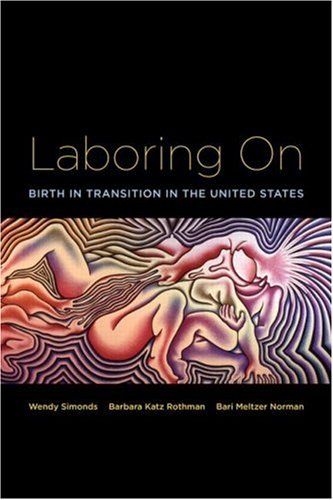 Laboring On
BIRTH IN TRANSITION IN THE UNITED STATES
Wendy Simonds Barbara Katz Rothman Bari Meltzer Norman